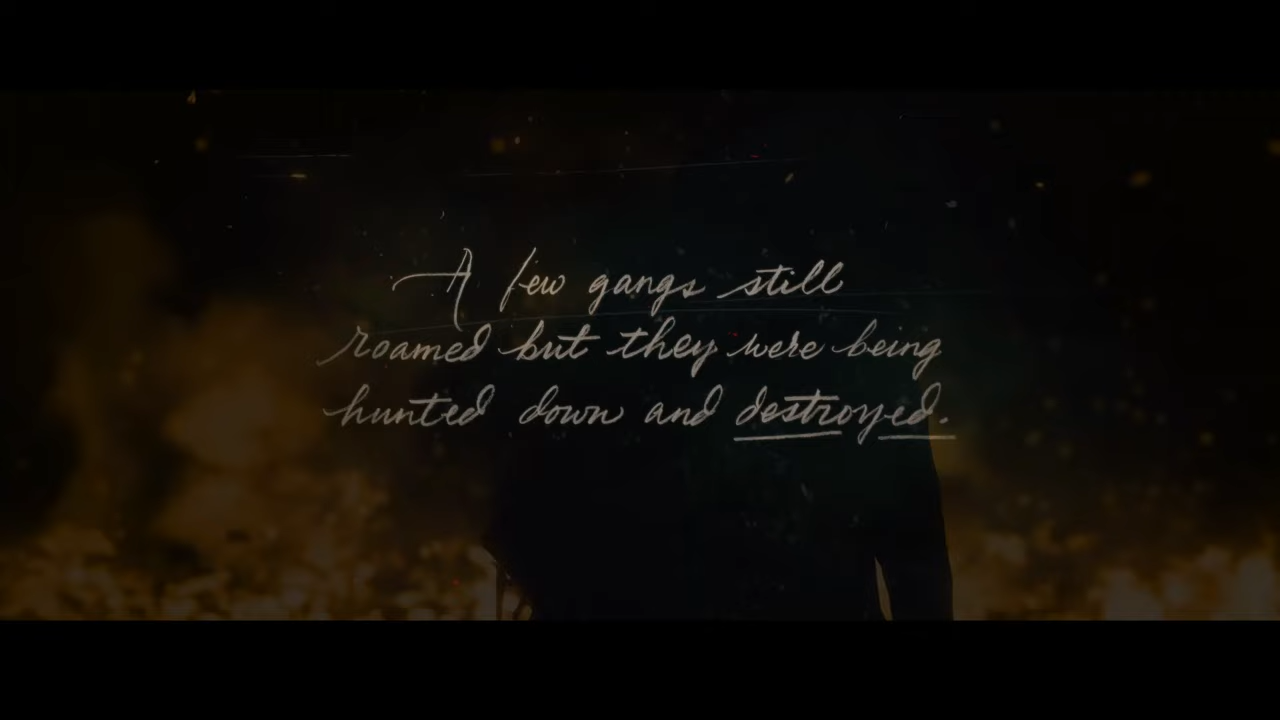 A few gangs still
roamed but they were being
hunted down and destroyed.